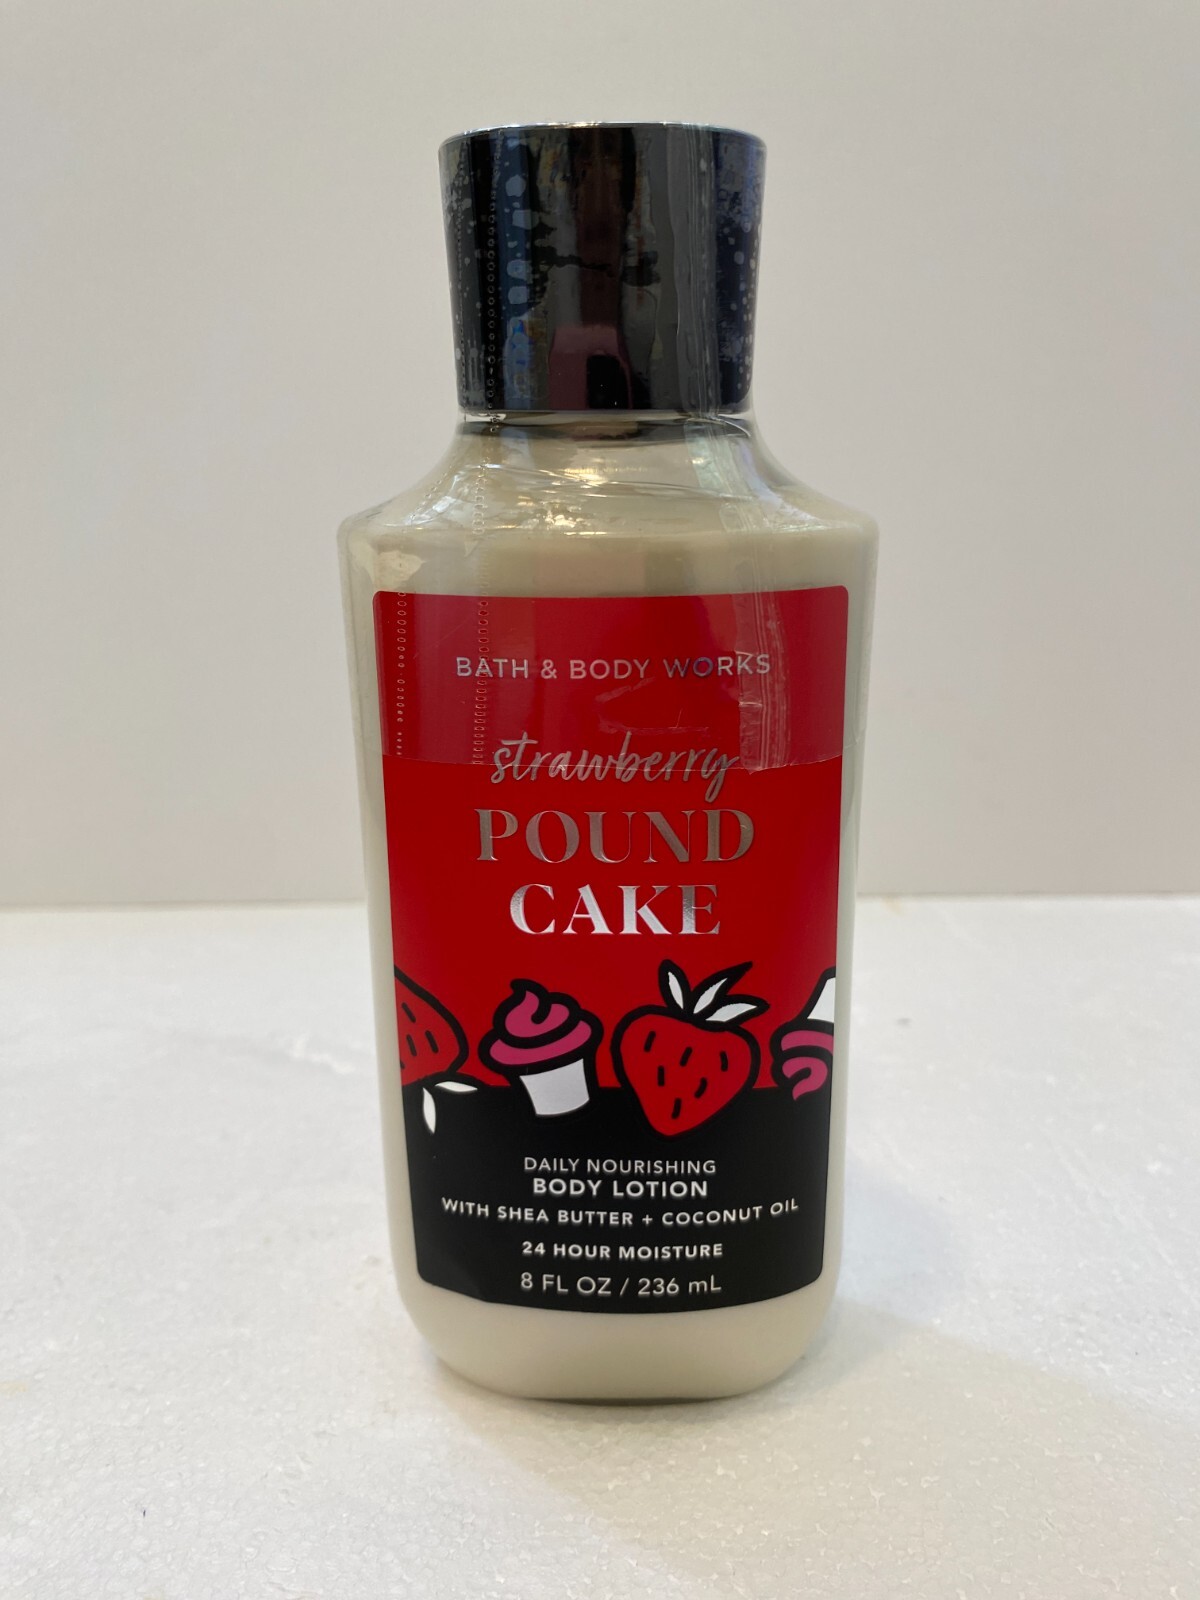 BATH & BODY WORKS
strawberry
POUND
CAKE
DAILY NOURISHING
BODY LOTION
WITH SHEA BUTTER + COCONUT OIL
24 HOUR MOISTURE
8 FL OZ / 236 mL